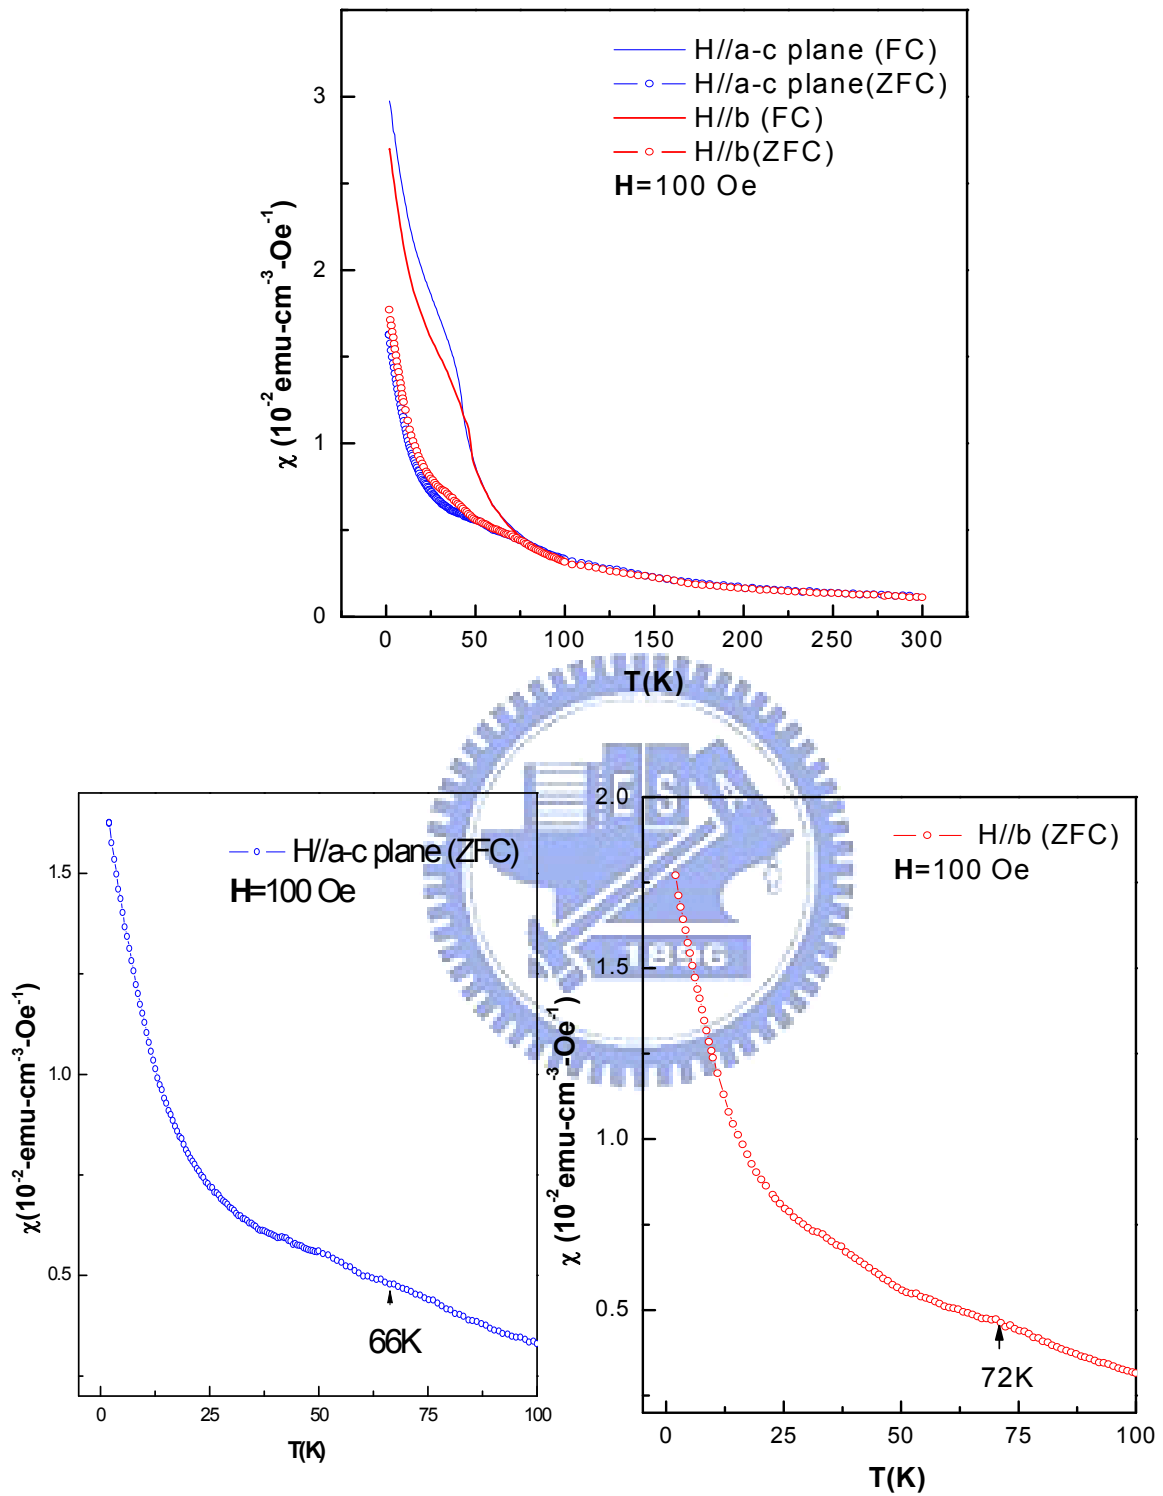 H//a-c plane (FC)
H//a-c plane(ZFC)
H//b (FC)
H//b(ZFC)
H=100 Oe
χ (10⁻²emu-cm⁻³-Oe⁻¹)
3
2
1
0
0 50 100 150 200 250 300
T(K)
H//a-c plane (ZFC)
H=100 Oe
χ(10⁻²-emu-cm⁻³-Oe⁻¹)
1.5
1.0
0.5
66K
0 25 50 75 100
T(K)
H//b (ZFC)
H=100 Oe
χ (10⁻²emu-cm⁻³-Oe⁻¹)
2.0
1.5
1.0
0.5
72K
0 25 50 75 100
T(K)
E S
1896